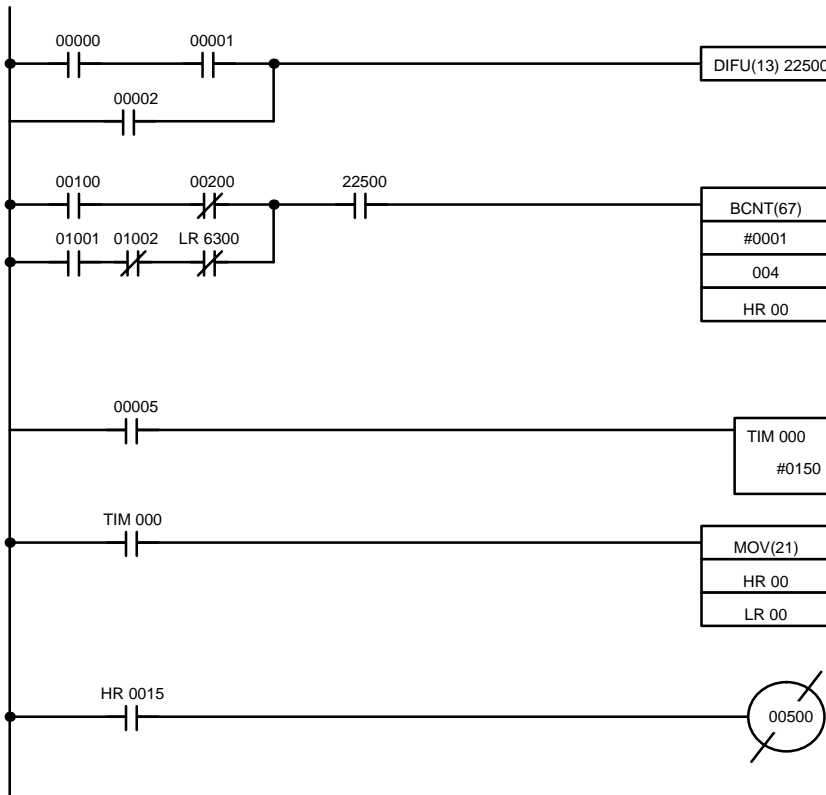 00000 00001
DIFU(13) 22500
00002
00100 00200 22500
BCNT(67)
01001 01002 LR 6300
#0001
004
HR 00
00005
TIM 000
#0150
TIM 000
MOV(21)
HR 00
LR 00
HR 0015
00500